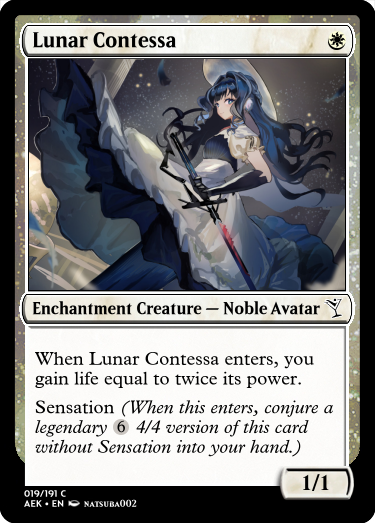 Lunar Contessa
Enchantment Creature — Noble Avatar
When Lunar Contessa enters, you
gain life equal to twice its power.
Sensation (When this enters, conjure a
legendary 6 4/4 version of this card
without Sensation into your hand.)
1/1
019/191 C
AEK • EN NATSUBA002